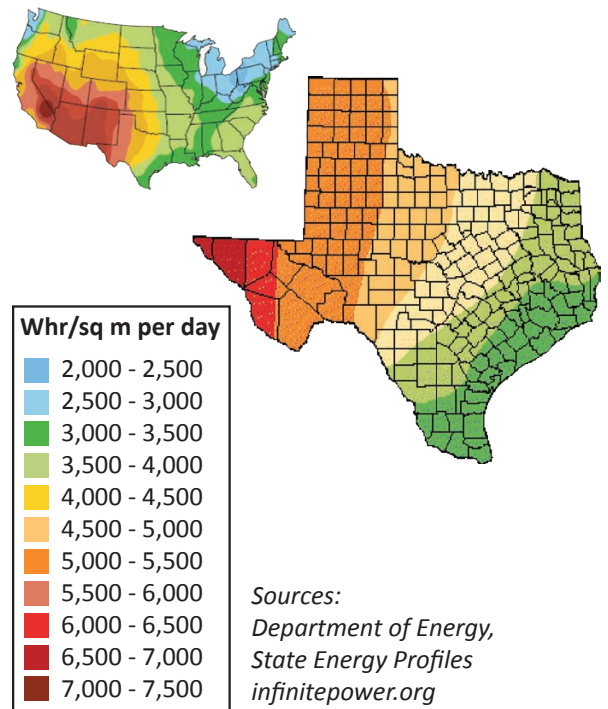 Whr/sq m per day
2,000 - 2,500
2,500 - 3,000
3,000 - 3,500
3,500 - 4,000
4,000 - 4,500
4,500 - 5,000
5,000 - 5,500
5,500 - 6,000
6,000 - 6,500
6,500 - 7,000
7,000 - 7,500
Sources:
Department of Energy,
State Energy Profiles
infinitepower.org